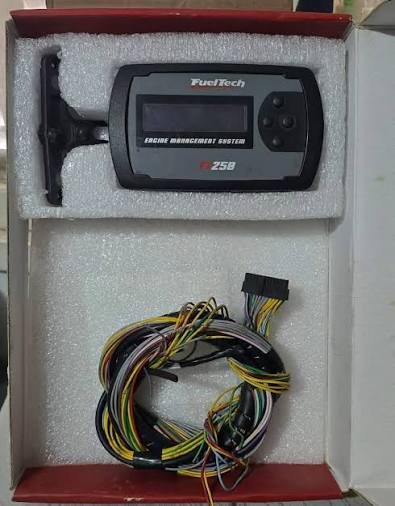 FuelTech
ENGINE MANAGEMENT SYSTEM
FT250